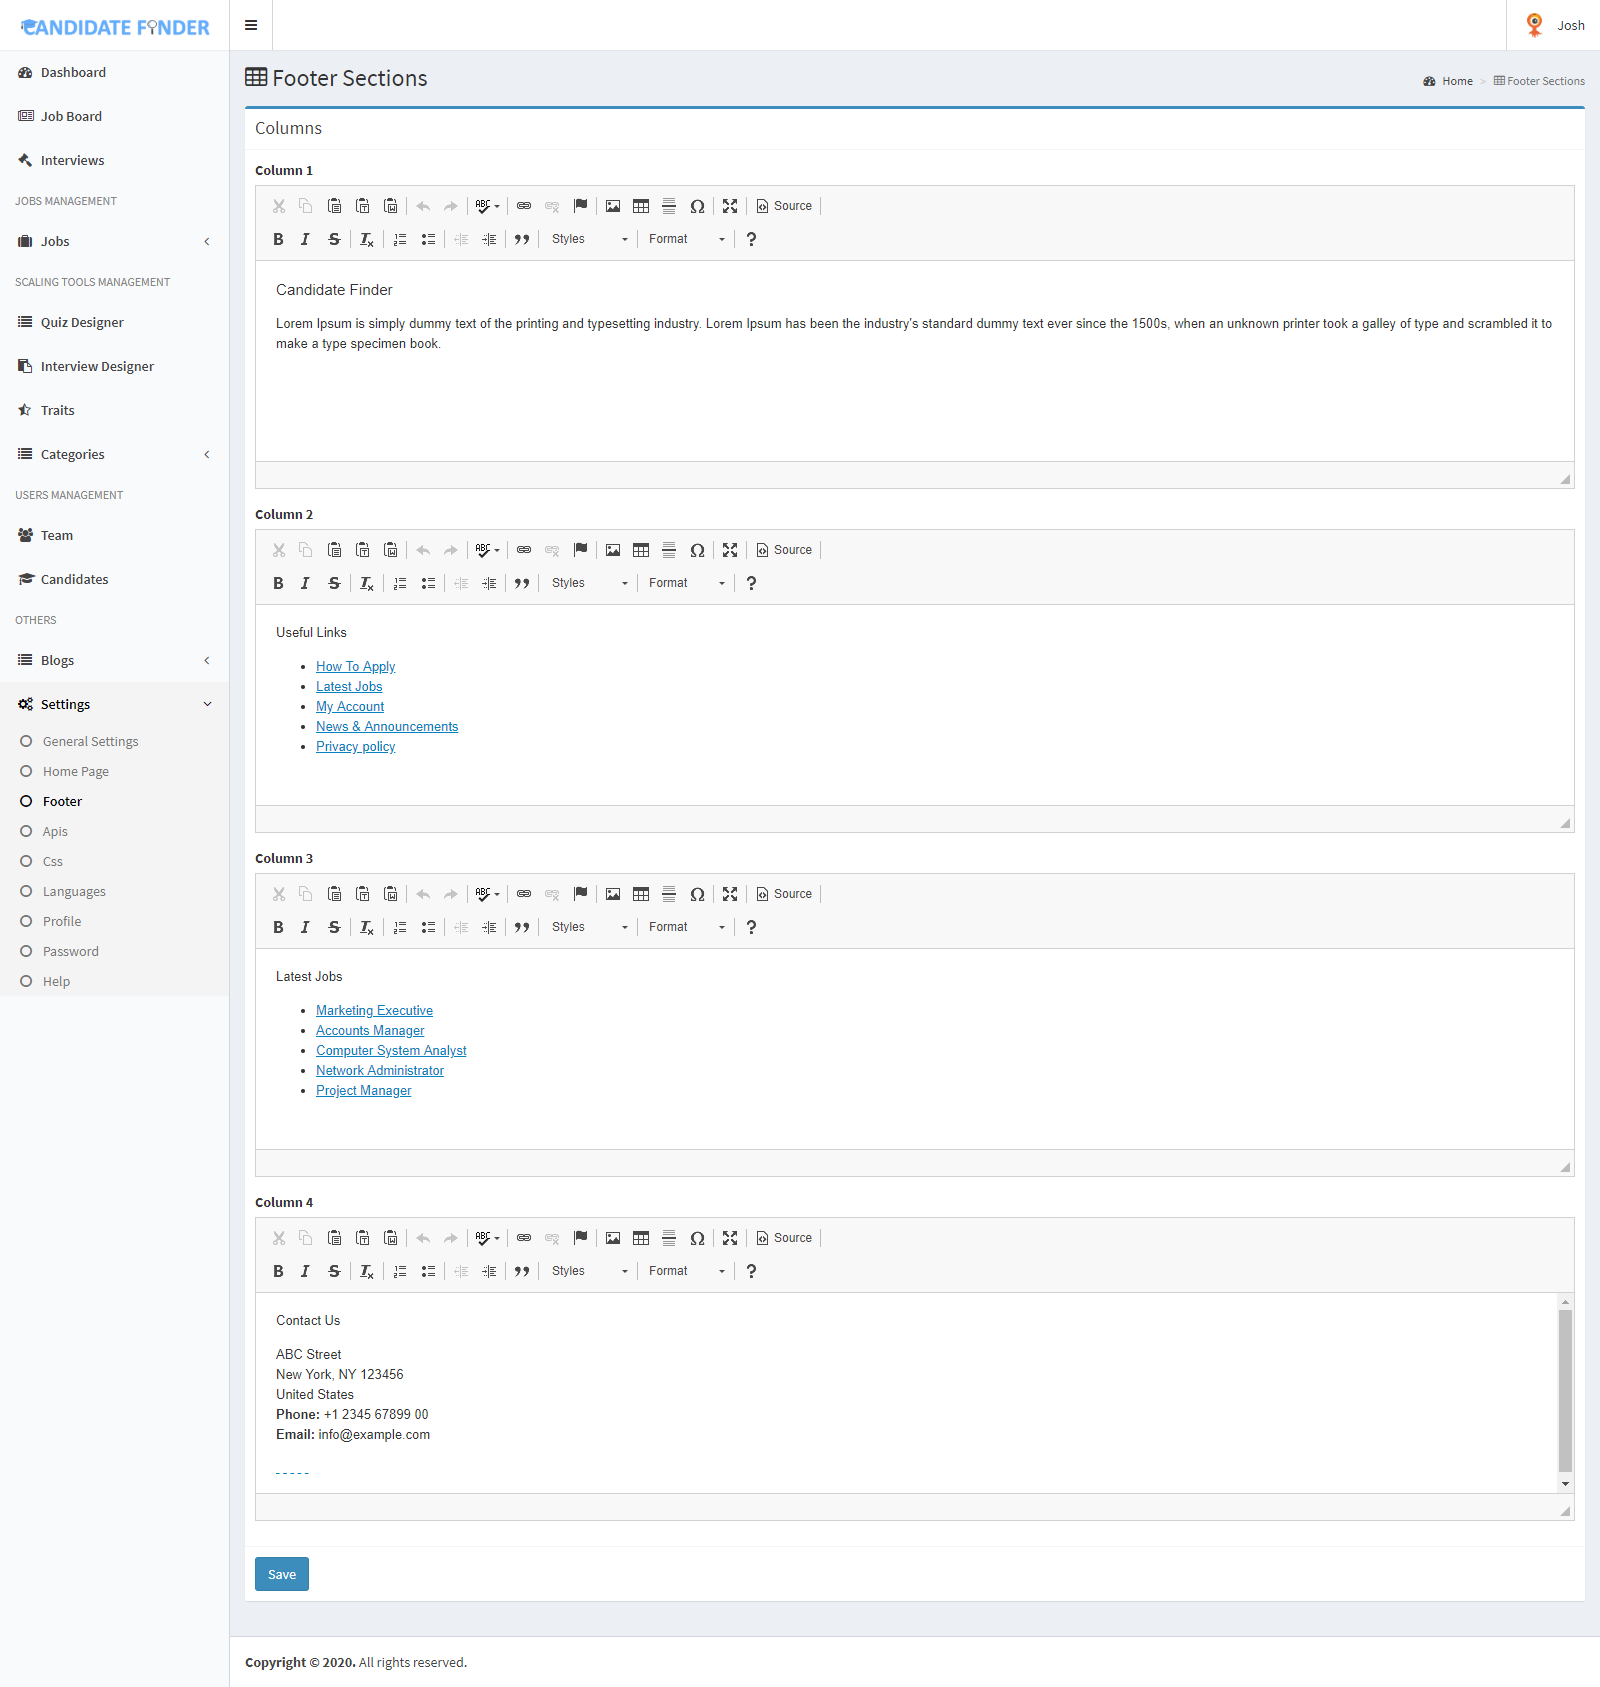 CANDIDATE FINDER
Josh
Dashboard
Job Board
Interviews
JOBS MANAGEMENT
Jobs
SCALING TOOLS MANAGEMENT
Quiz Designer
Interview Designer
Traits
Categories
USERS MANAGEMENT
Team
Candidates
OTHERS
Blogs
Settings
General Settings
Home Page
Footer
Apis
Css
Languages
Profile
Password
Help
Footer Sections
Home > Footer Sections
Columns
Column 1
ABC Source
B I S Tx Styles Format ?
Candidate Finder
Lorem Ipsum is simply dummy text of the printing and typesetting industry. Lorem Ipsum has been the industry's standard dummy text ever since the 1500s, when an unknown printer took a galley of type and scrambled it to
make a type specimen book.
Column 2
ABC Source
B I S Tx Styles Format ?
Useful Links
• How To Apply
• Latest Jobs
• My Account
• News & Announcements
• Privacy policy
Column 3
ABC Source
B I S Tx Styles Format ?
Latest Jobs
• Marketing Executive
• Accounts Manager
• Computer System Analyst
• Network Administrator
• Project Manager
Column 4
ABC Source
B I S Tx Styles Format ?
Contact Us
ABC Street
New York, NY 123456
United States
Phone: +1 2345 67899 00
Email: info@example.com
- - - - -
Save
Copyright © 2020. All rights reserved.